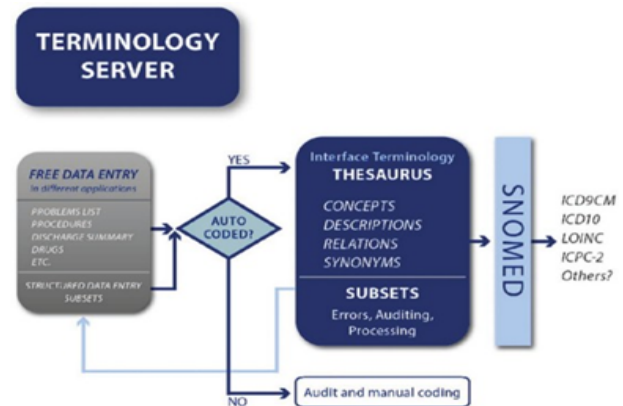 TERMINOLOGY
SERVER
FREE DATA ENTRY
in different applications
PROBLEMS LIST
PROCEDURES
DISCHARGE SUMMARY
DRUGS
ETC.
STRUCTURED DATA ENTRY
SUBSETS
YES
AUTO
CODED?
NO
Interface Terminology
THESAURUS
CONCEPTS
DESCRIPTIONS
RELATIONS
SYNONYMS
SUBSETS
Errors, Auditing,
Processing
Audit and manual coding
SNOMED
ICD9CM
ICD10
LOINC
ICPC-2
Others?